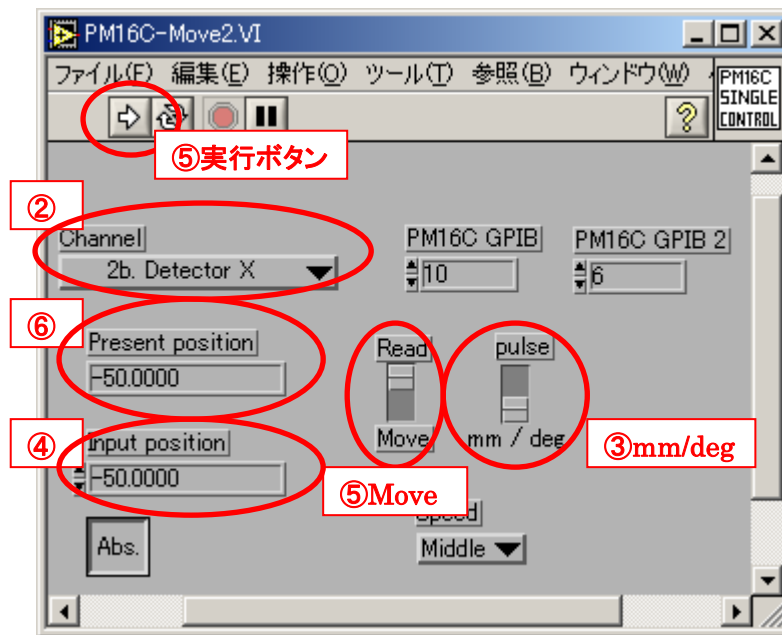 PM16C-Move2.VI
ファイル(F) 編集(E) 操作(O) ツール(T) 参照(B) ウィンドウ(W)
PM16C
SINGLE
CONTROL
?
⑤実行ボタン
②
Channel
PM16C GPIB
PM16C GPIB 2
2b. Detector X
10
6
⑥
Present position
-50.0000
Read
pulse
④
Input position
-50.0000
Move
mm / deg
③mm/deg
⑤Move
Speed
Abs.
Middle